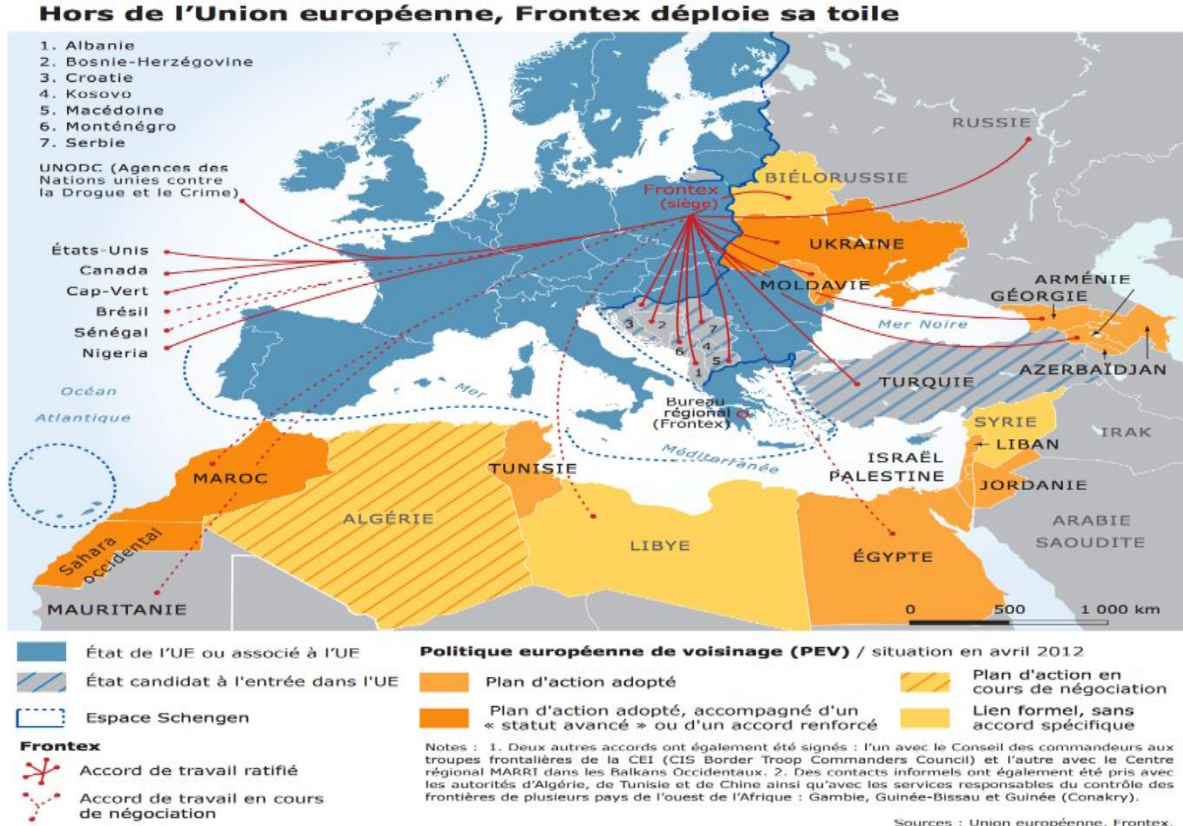 Hors de l'Union européenne, Frontex déploie sa toile
1. Albanie
2. Bosnie-Herzégovine
3. Croatie
4. Kosovo
5. Macédoine
6. Monténégro
7. Serbie
UNODC (Agences des
Nations unies contre
la Drogue et le Crime)
États-Unis
Canada
Cap-Vert
Brésil
Sénégal
Nigeria
RUSSIE
Frontex
(siège)
BIÉLORUSSIE
UKRAINE
MOLDAVIE
ARMÉNIE
GÉORGIE
Mer Noire
AZERBAÏDJAN
TURQUIE
3
2
7
6
4
5
1
Bureau
régional
(Frontex)
Océan
Atlantique
Mer
Méditerranée
SYRIE
LIBAN
IRAK
ISRAËL
PALESTINE
JORDANIE
ARABIE
SAOUDITE
MAROC
TUNISIE
ALGÉRIE
LIBYE
ÉGYPTE
Sahara
occidental
MAURITANIE
0 500 1 000 km
État de l'UE ou associé à l'UE
État candidat à l'entrée dans l'UE
Espace Schengen
Frontex
Accord de travail ratifié
Accord de travail en cours
de négociation
Politique européenne de voisinage (PEV) / situation en avril 2012
Plan d'action adopté
Plan d'action adopté, accompagné d'un
« statut avancé » ou d'un accord renforcé
Plan d'action en
cours de négociation
Lien formel, sans
accord spécifique
Notes : 1. Deux autres accords ont également été signés : l'un avec le Conseil des commandeurs aux
troupes frontalières de la CEI (CIS Border Troop Commanders Council) et l'autre avec le Centre
régional MARRI dans les Balkans Occidentaux. 2. Des contacts informels ont également été pris avec
les autorités d'Algérie, de Tunisie et de Chine ainsi qu'avec les services responsables du contrôle des
frontières de plusieurs pays de l'ouest de l'Afrique : Gambie, Guinée-Bissau et Guinée (Conakry).
Sources : Union européenne, Frontex.